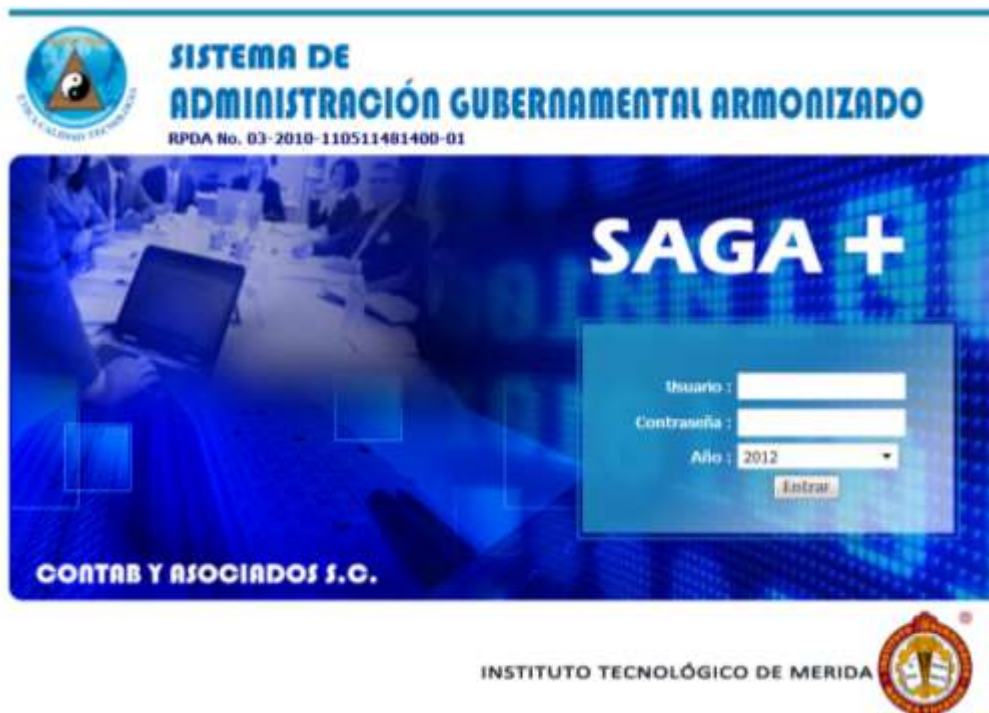 SISTEMA DE
ADMINISTRACIÓN GUBERNAMENTAL ARMONIZADO
RPDA No. 03-2010-110511481400-01
SAGA +
Usuario :
Contraseña :
Año : 2012
Entrar
CONTAB Y ASOCIADOS S.C.
INSTITUTO TECNOLÓGICO DE MERIDA